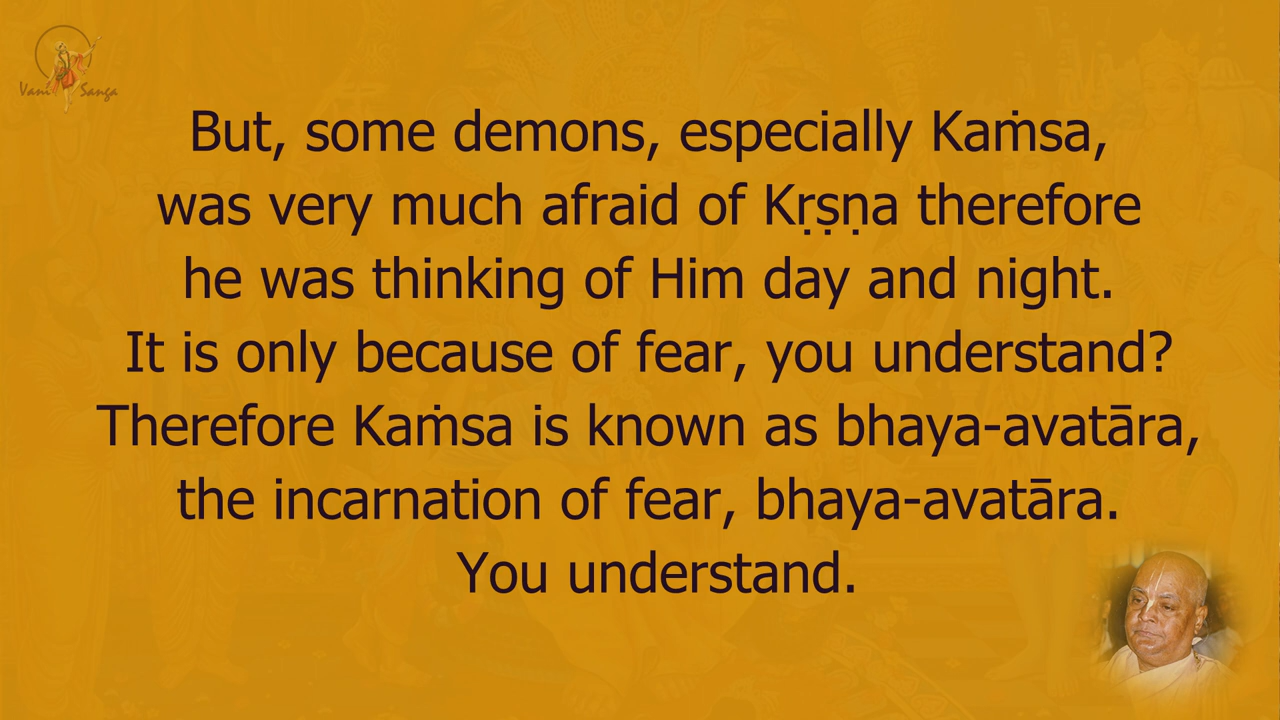 Vani Sanga
But, some demons, especially Kaṁsa,
was very much afraid of Kṛṣṇa therefore
he was thinking of Him day and night.
It is only because of fear, you understand?
Therefore Kaṁsa is known as bhaya-avatāra,
the incarnation of fear, bhaya-avatāra.
You understand.